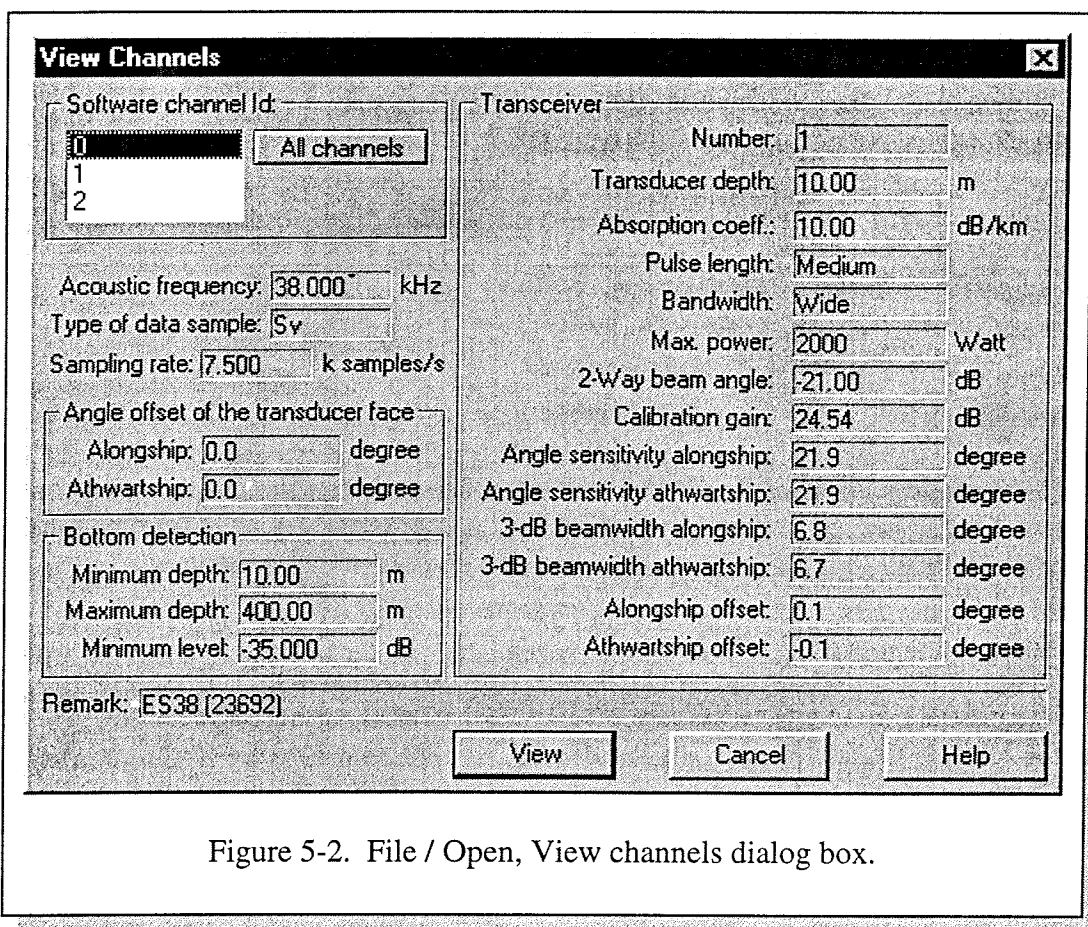 View Channels
Software channel Id:
0
1
2
All channels
Acoustic frequency: 38.000 kHz
Type of data sample: Sv
Sampling rate: 7.500 k samples/s
Angle offset of the transducer face
Alongship: 0.0 degree
Athwartship: 0.0 degree
Bottom detection
Minimum depth: 10.00 m
Maximum depth: 400.00 m
Minimum level: -35.000 dB
Transceiver
Number: 1
Transducer depth: 10.00 m
Absorption coeff.: 10.00 dB/km
Pulse length: Medium
Bandwidth: Wide
Max. power: 2000 Watt
2-Way beam angle: -21.00 dB
Calibration gain: 24.54 dB
Angle sensitivity alongship: 21.9 degree
Angle sensitivity athwartship: 21.9 degree
3-dB beamwidth alongship: 6.8 degree
3-dB beamwidth athwartship: 6.7 degree
Alongship offset: 0.1 degree
Athwartship offset: -0.1 degree
Remark: ES38 (23692)
View
Cancel
Help
Figure 5-2. File / Open, View channels dialog box.